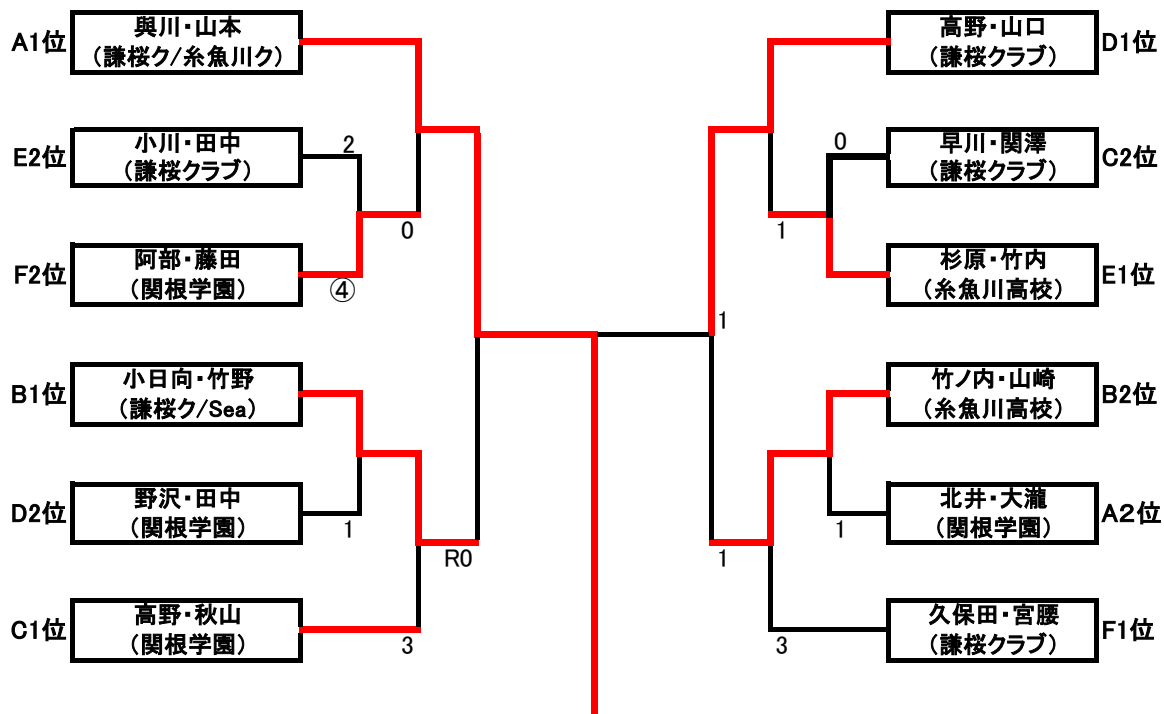 A1位
與川・山本
(謙桜ク/糸魚川ク)
E2位
小川・田中
(謙桜クラブ)
2
0
F2位
阿部・藤田
(関根学園)
④
B1位
小日向・竹野
(謙桜ク/Sea)
D2位
野沢・田中
(関根学園)
1
R0
C1位
高野・秋山
(関根学園)
3
高野・山口
(謙桜クラブ)
D1位
0
早川・関澤
(謙桜クラブ)
C2位
1
杉原・竹内
(糸魚川高校)
E1位
1
竹ノ内・山崎
(糸魚川高校)
B2位
北井・大瀧
(関根学園)
A2位
1
1
久保田・宮腰
(謙桜クラブ)
F1位
3